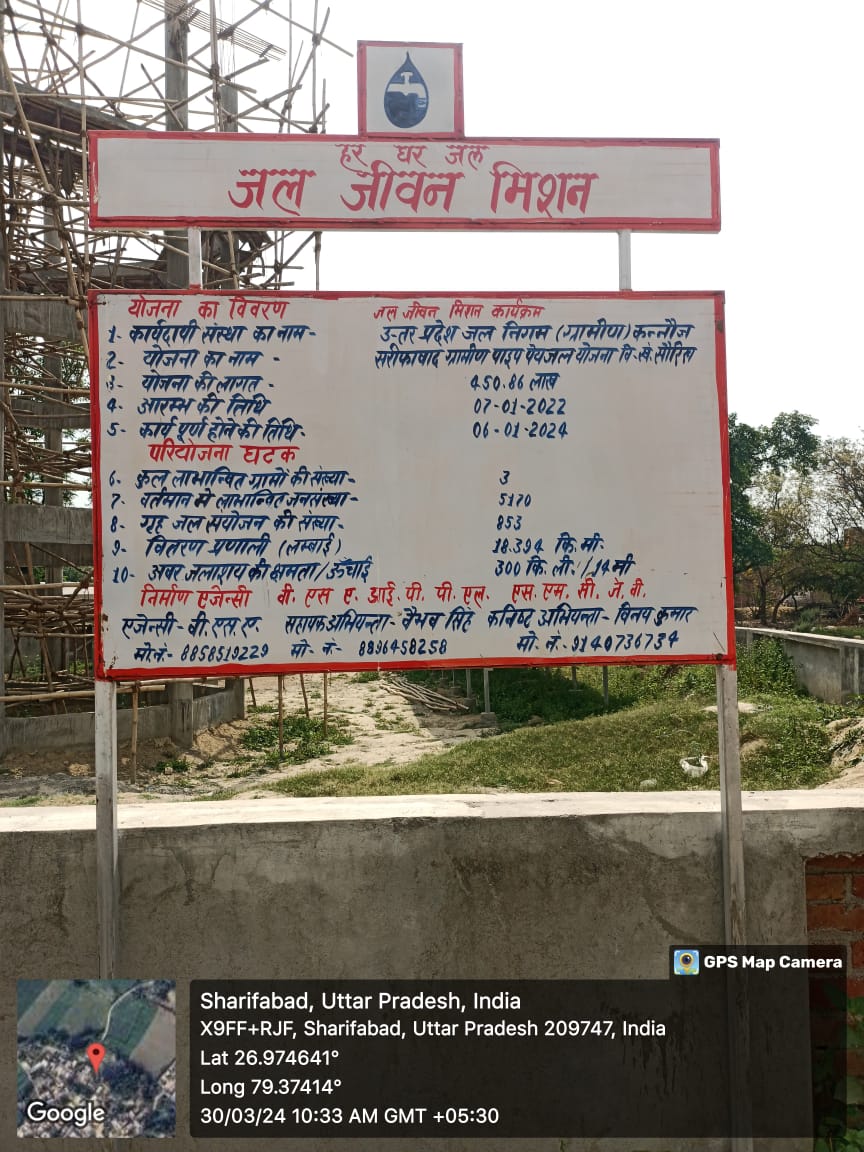 हर घर जल
जल जीवन मिशन
योजना का विवरण जल जीवन मिशन कार्यक्रम
1- कार्यदायी संस्था का नाम- उत्तर प्रदेश जल निगम (ग्रामीण) कन्नौज
2- योजना का नाम - सरीफाबाद ग्रामीण पाइप पेयजल योजना वि.खं. सौरिख
3- योजना की लागत- 450.86 लाख
4- आरम्भ की तिथि 07-01-2022
5- कार्य पूर्ण होने की तिथि- 06-01-2024
परियोजना घटक
6- कुल लाभान्वित ग्रामों की संख्या- 3
7- वर्तमान मे लाभान्वित जनसंख्या- 5170
8- गृह जल सयोजन की संख्या- 853
9- वितरण प्रणाली (लम्बाई) 18.394 कि. मी.
10- अवर जलाशय की क्षमता/ऊँचाई 300 कि. ली. / 14 मी
निर्माण एजेन्सी वी. एस ए. आई. पी. पी. एल. एस. एम. सी. जे. वी.
एजेन्सी- वी. एस. ए. सहायक अभियन्ता- वैभव सिंह कनिष्ट अभियन्ता- विनय कुमार
मो.नं- 8858519229 मो. नं- 8896458258 मो. नं.- 9140736734
GPS Map Camera
Sharifabad, Uttar Pradesh, India
X9FF+RJF, Sharifabad, Uttar Pradesh 209747, India
Lat 26.974641°
Long 79.37414°
30/03/24 10:33 AM GMT +05:30
Google